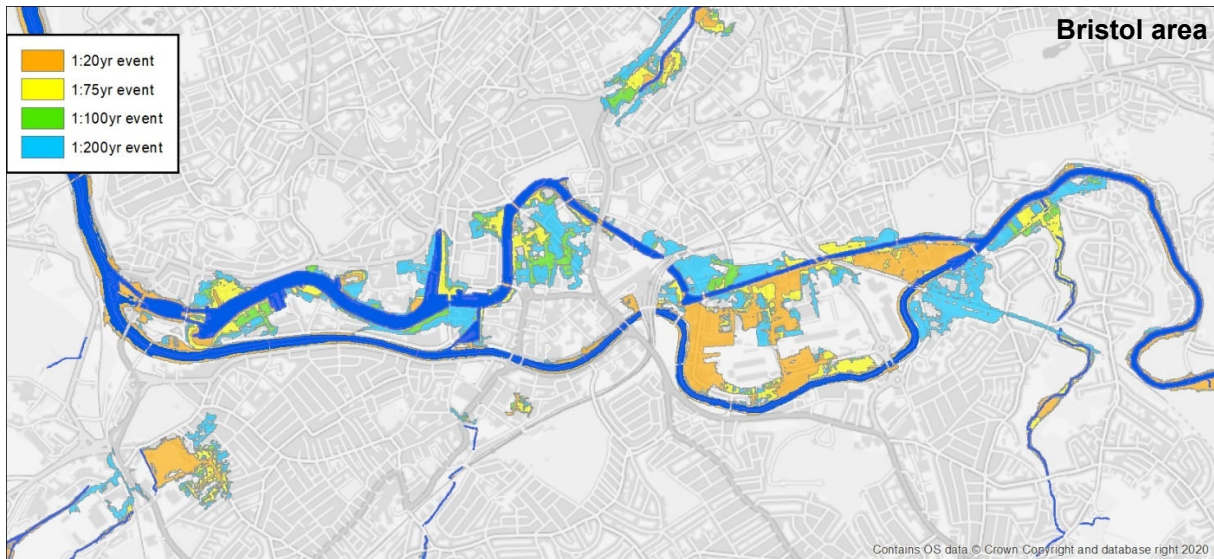 Bristol area
1:20yr event
1:75yr event
1:100yr event
1:200yr event
Contains OS data © Crown Copyright and database right 2020